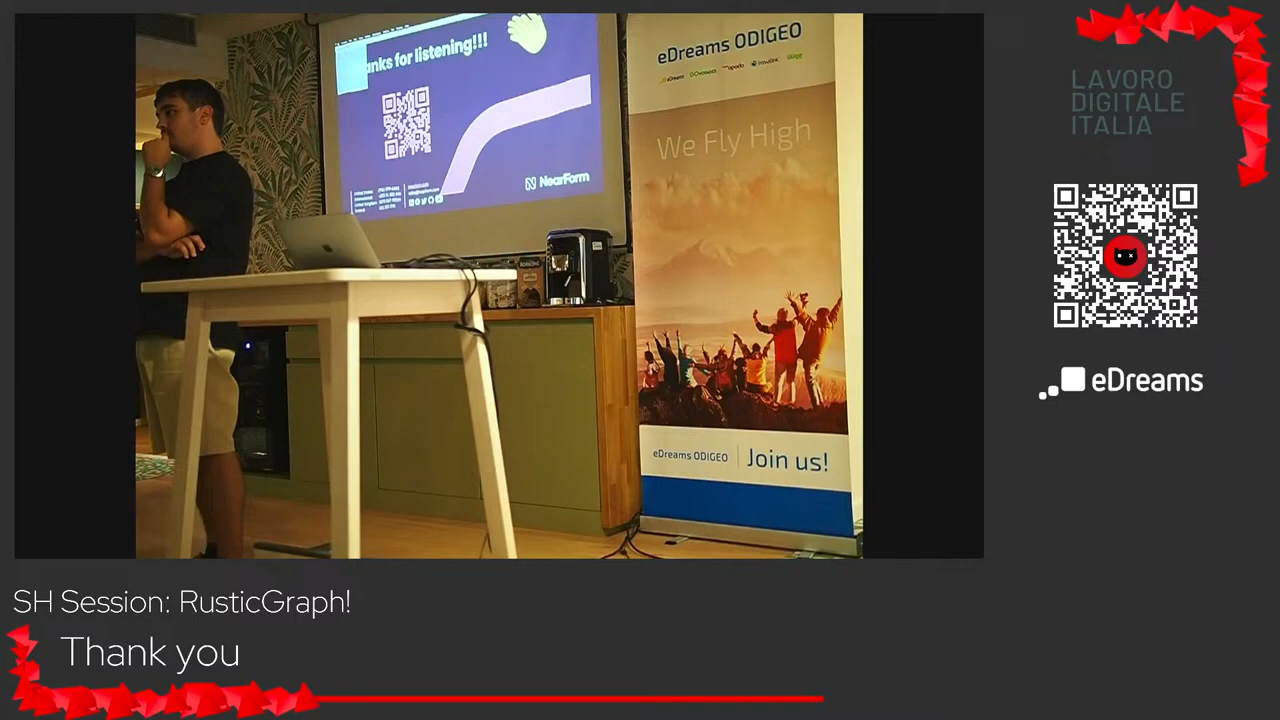 anks for listening!!!
NearForm
eDreams ODIGEO
We Fly High
eDreams ODIGEO
Join us!
LAVORO
DIGITALE
ITALIA
eDreams
SH Session: RusticGraph!
Thank you